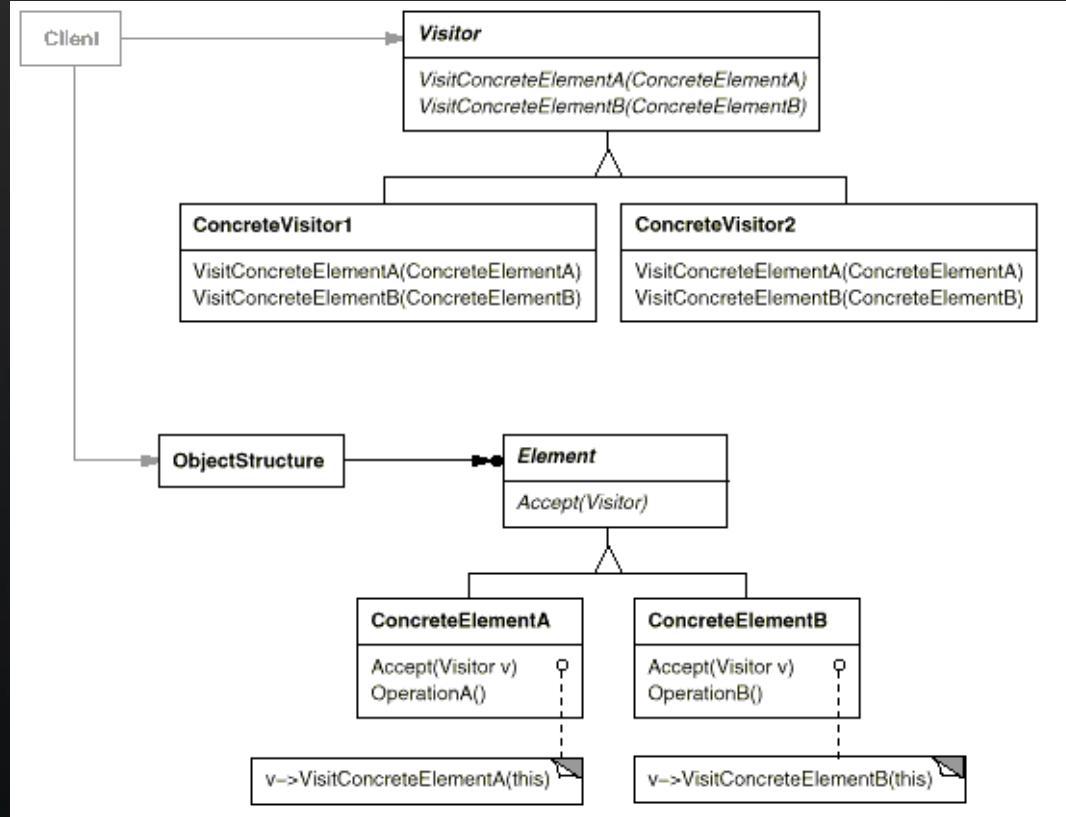 Client
Visitor
VisitConcreteElementA(ConcreteElementA)
VisitConcreteElementB(ConcreteElementB)
ConcreteVisitor1
VisitConcreteElementA(ConcreteElementA)
VisitConcreteElementB(ConcreteElementB)
ConcreteVisitor2
VisitConcreteElementA(ConcreteElementA)
VisitConcreteElementB(ConcreteElementB)
ObjectStructure
Element
Accept(Visitor)
ConcreteElementA
Accept(Visitor v)
OperationA()
ConcreteElementB
Accept(Visitor v)
OperationB()
v−>VisitConcreteElementA(this)
v−>VisitConcreteElementB(this)